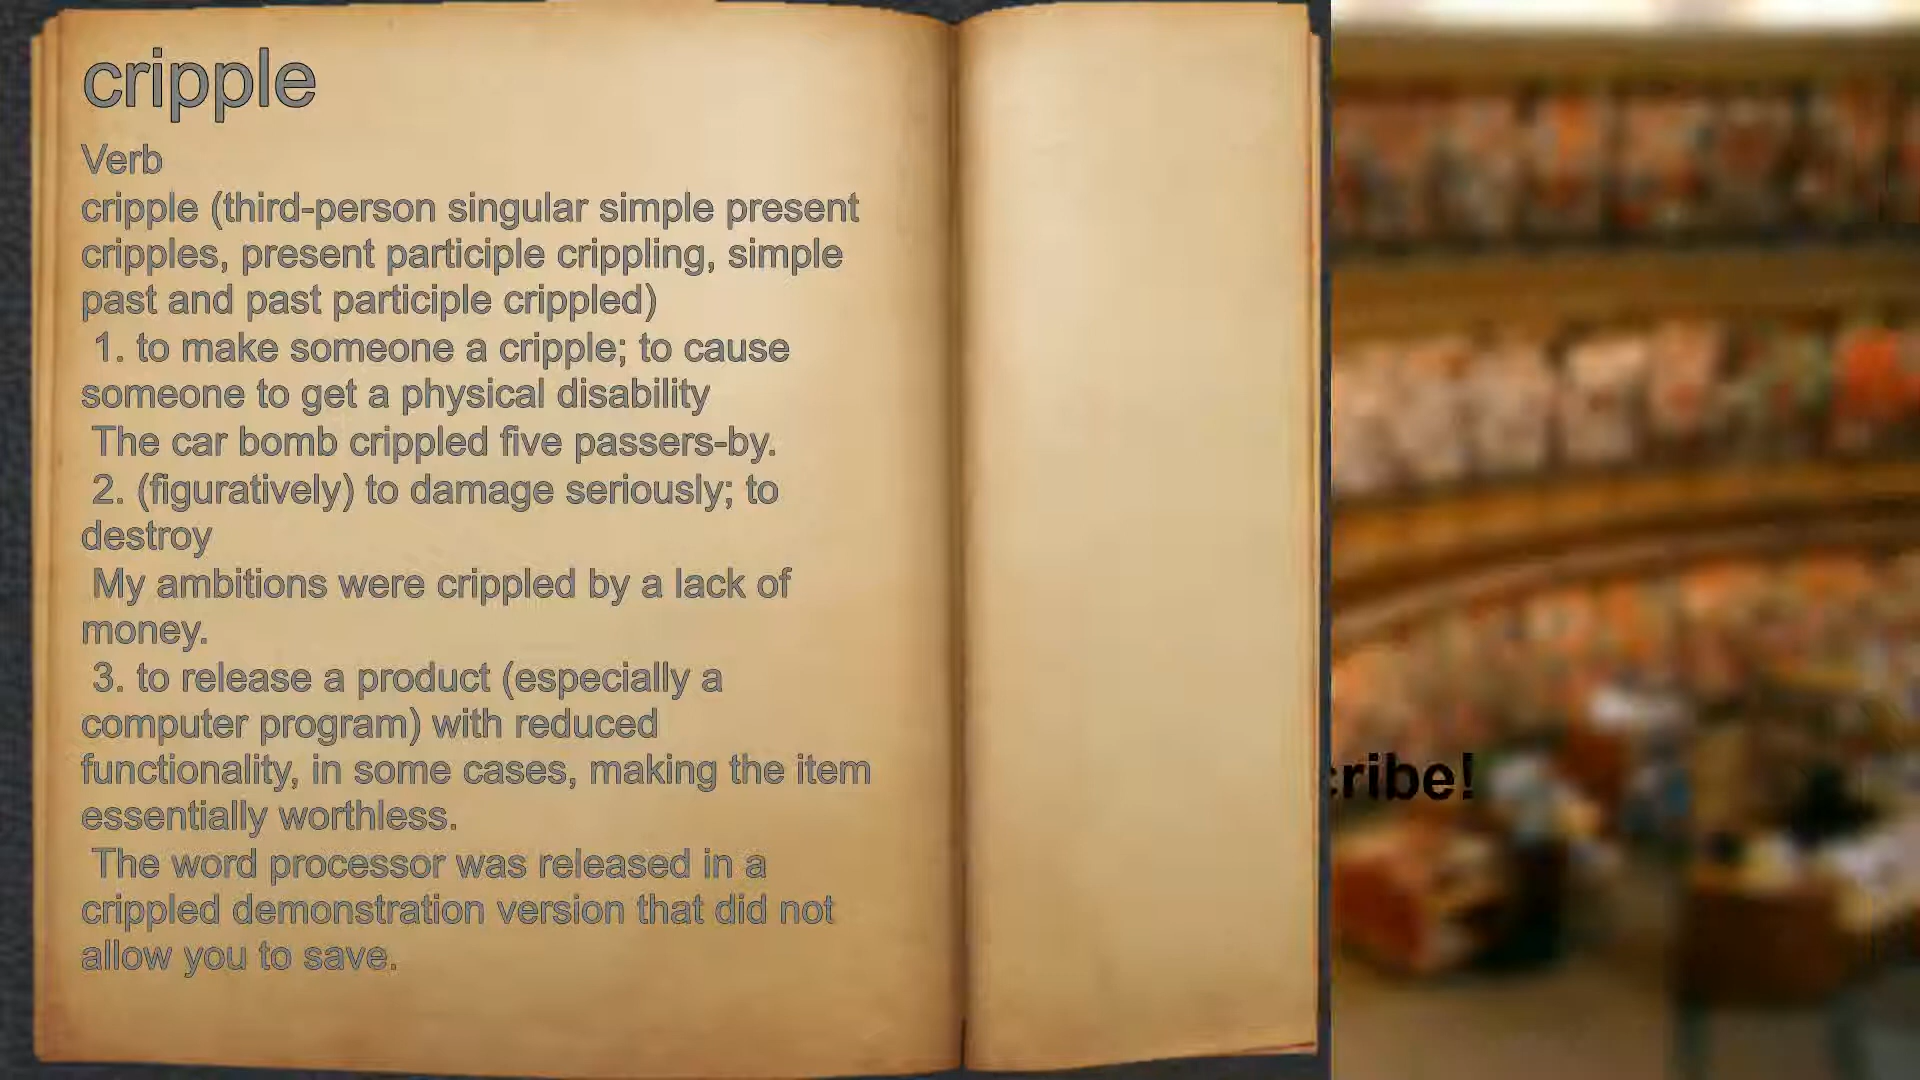 cripple
Verb
cripple (third-person singular simple present
cripples, present participle crippling, simple
past and past participle crippled)
1. to make someone a cripple; to cause
someone to get a physical disability
The car bomb crippled five passers-by.
2. (figuratively) to damage seriously; to
destroy
My ambitions were crippled by a lack of
money.
3. to release a product (especially a
computer program) with reduced
functionality, in some cases, making the item
essentially worthless.
The word processor was released in a
crippled demonstration version that did not
allow you to save.
cribe!